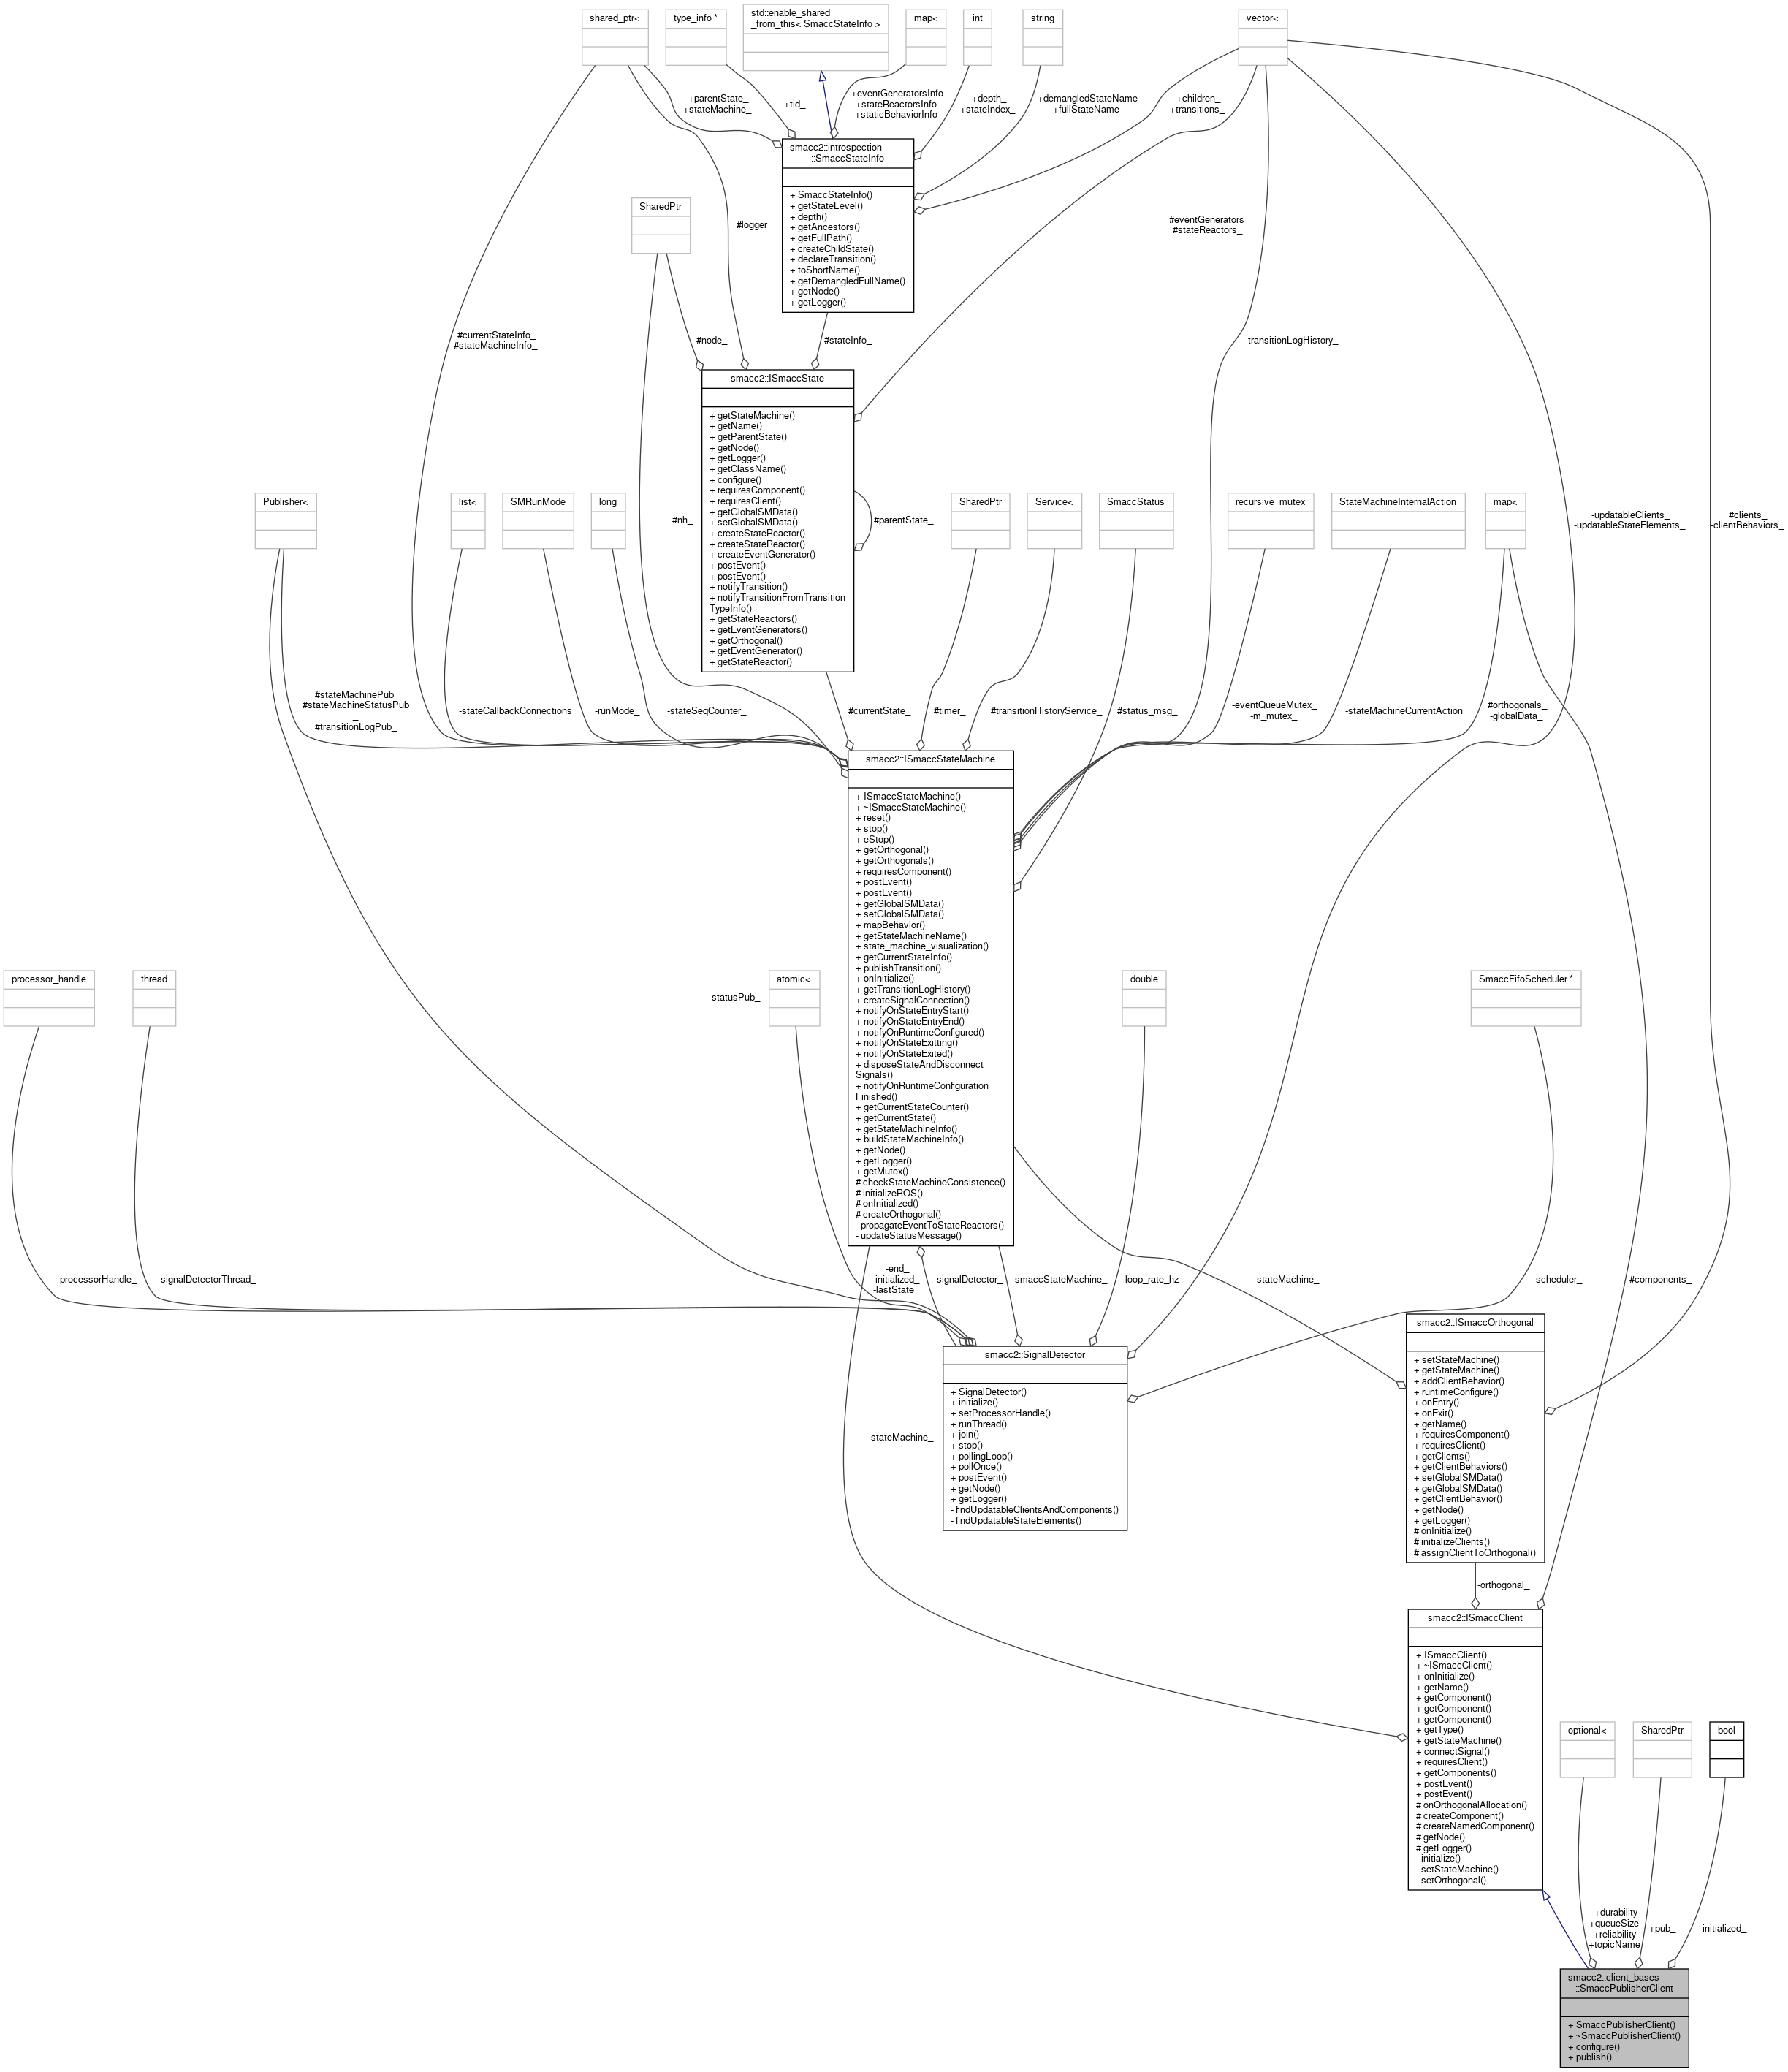 shared_ptr<
type_info *
std::enable_shared
_from_this< SmaccStateInfo >
map<
int
string
vector<
+parentState_
+stateMachine_
+tid_
+eventGeneratorsInfo
+stateReactorsInfo
+staticBehaviorInfo
+depth_
+stateIndex_
+demangledStateName
+fullStateName
+children_
+transitions_
smacc2::introspection
::SmaccStateInfo
+ SmaccStateInfo()
+ getStateLevel()
+ depth()
+ getAncestors()
+ getFullPath()
+ createChildState()
+ declareTransition()
+ toShortName()
+ getDemangledFullName()
+ getNode()
+ getLogger()
SharedPtr
#logger_
#eventGenerators_
#stateReactors_
#currentStateInfo_
#stateMachineInfo_
#node_
#stateInfo_
-transitionLogHistory_
smacc2::ISmaccState
+ getStateMachine()
+ getName()
+ getParentState()
+ getNode()
+ getLogger()
+ getClassName()
+ configure()
+ requiresComponent()
+ requiresClient()
+ getGlobalSMData()
+ setGlobalSMData()
+ createStateReactor()
+ createStateReactor()
+ createEventGenerator()
+ postEvent()
+ postEvent()
+ notifyTransition()
+ notifyTransitionFromTransition
TypeInfo()
+ getStateReactors()
+ getEventGenerators()
+ getOrthogonal()
+ getEventGenerator()
+ getStateReactor()
Publisher<
list<
SMRunMode
long
#nh_
#parentState_
SharedPtr
Service<
SmaccStatus
recursive_mutex
StateMachineInternalAction
map<
-updatableClients_
-updatableStateElements_
#clients_
-clientBehaviors_
#stateMachinePub_
#stateMachineStatusPub
_
#transitionLogPub_
-stateCallbackConnections
-runMode_
-stateSeqCounter_
#currentState_
#timer_
#transitionHistoryService_
#status_msg_
-eventQueueMutex_
-m_mutex_
-stateMachineCurrentAction
#orthogonals_
-globalData_
smacc2::ISmaccStateMachine
+ ISmaccStateMachine()
+ ~ISmaccStateMachine()
+ reset()
+ stop()
+ eStop()
+ getOrthogonal()
+ getOrthogonals()
+ requiresComponent()
+ postEvent()
+ postEvent()
+ getGlobalSMData()
+ setGlobalSMData()
+ mapBehavior()
+ getStateMachineName()
+ state_machine_visualization()
+ getCurrentStateInfo()
+ publishTransition()
+ onInitialize()
+ getTransitionLogHistory()
+ createSignalConnection()
+ notifyOnStateEntryStart()
+ notifyOnStateEntryEnd()
+ notifyOnRuntimeConfigured()
+ notifyOnStateExitting()
+ notifyOnStateExited()
+ disposeStateAndDisconnect
Signals()
+ notifyOnRuntimeConfiguration
Finished()
+ getCurrentStateCounter()
+ getCurrentState()
+ getStateMachineInfo()
+ buildStateMachineInfo()
+ getNode()
+ getLogger()
+ getMutex()
# checkStateMachineConsistence()
# initializeROS()
# onInitialized()
# createOrthogonal()
- propagateEventToStateReactors()
- updateStatusMessage()
processor_handle
thread
-statusPub_
atomic<
double
SmaccFifoScheduler *
-processorHandle_
-signalDetectorThread_
-end_
-initialized_
-lastState_
-signalDetector_
-smaccStateMachine_
-loop_rate_hz
-stateMachine_
-scheduler_
#components_
smacc2::SignalDetector
+ SignalDetector()
+ initialize()
+ setProcessorHandle()
+ runThread()
+ join()
+ stop()
+ pollingLoop()
+ pollOnce()
+ postEvent()
+ getNode()
+ getLogger()
- findUpdatableClientsAndComponents()
- findUpdatableStateElements()
-stateMachine_
smacc2::ISmaccOrthogonal
+ setStateMachine()
+ getStateMachine()
+ addClientBehavior()
+ runtimeConfigure()
+ onEntry()
+ onExit()
+ getName()
+ requiresComponent()
+ requiresClient()
+ getClients()
+ getClientBehaviors()
+ setGlobalSMData()
+ getGlobalSMData()
+ getClientBehavior()
+ getNode()
+ getLogger()
# onInitialize()
# initializeClients()
# assignClientToOrthogonal()
-orthogonal_
smacc2::ISmaccClient
+ ISmaccClient()
+ ~ISmaccClient()
+ onInitialize()
+ getName()
+ getComponent()
+ getComponent()
+ getComponent()
+ getType()
+ getStateMachine()
+ connectSignal()
+ requiresClient()
+ getComponents()
+ postEvent()
+ postEvent()
# onOrthogonalAllocation()
# createComponent()
# createNamedComponent()
# getNode()
# getLogger()
- initialize()
- setStateMachine()
- setOrthogonal()
optional<
SharedPtr
bool
+durability
+queueSize
+reliability
+topicName
+pub_
-initialized_
smacc2::client_bases
::SmaccPublisherClient
+ SmaccPublisherClient()
+ ~SmaccPublisherClient()
+ configure()
+ publish()